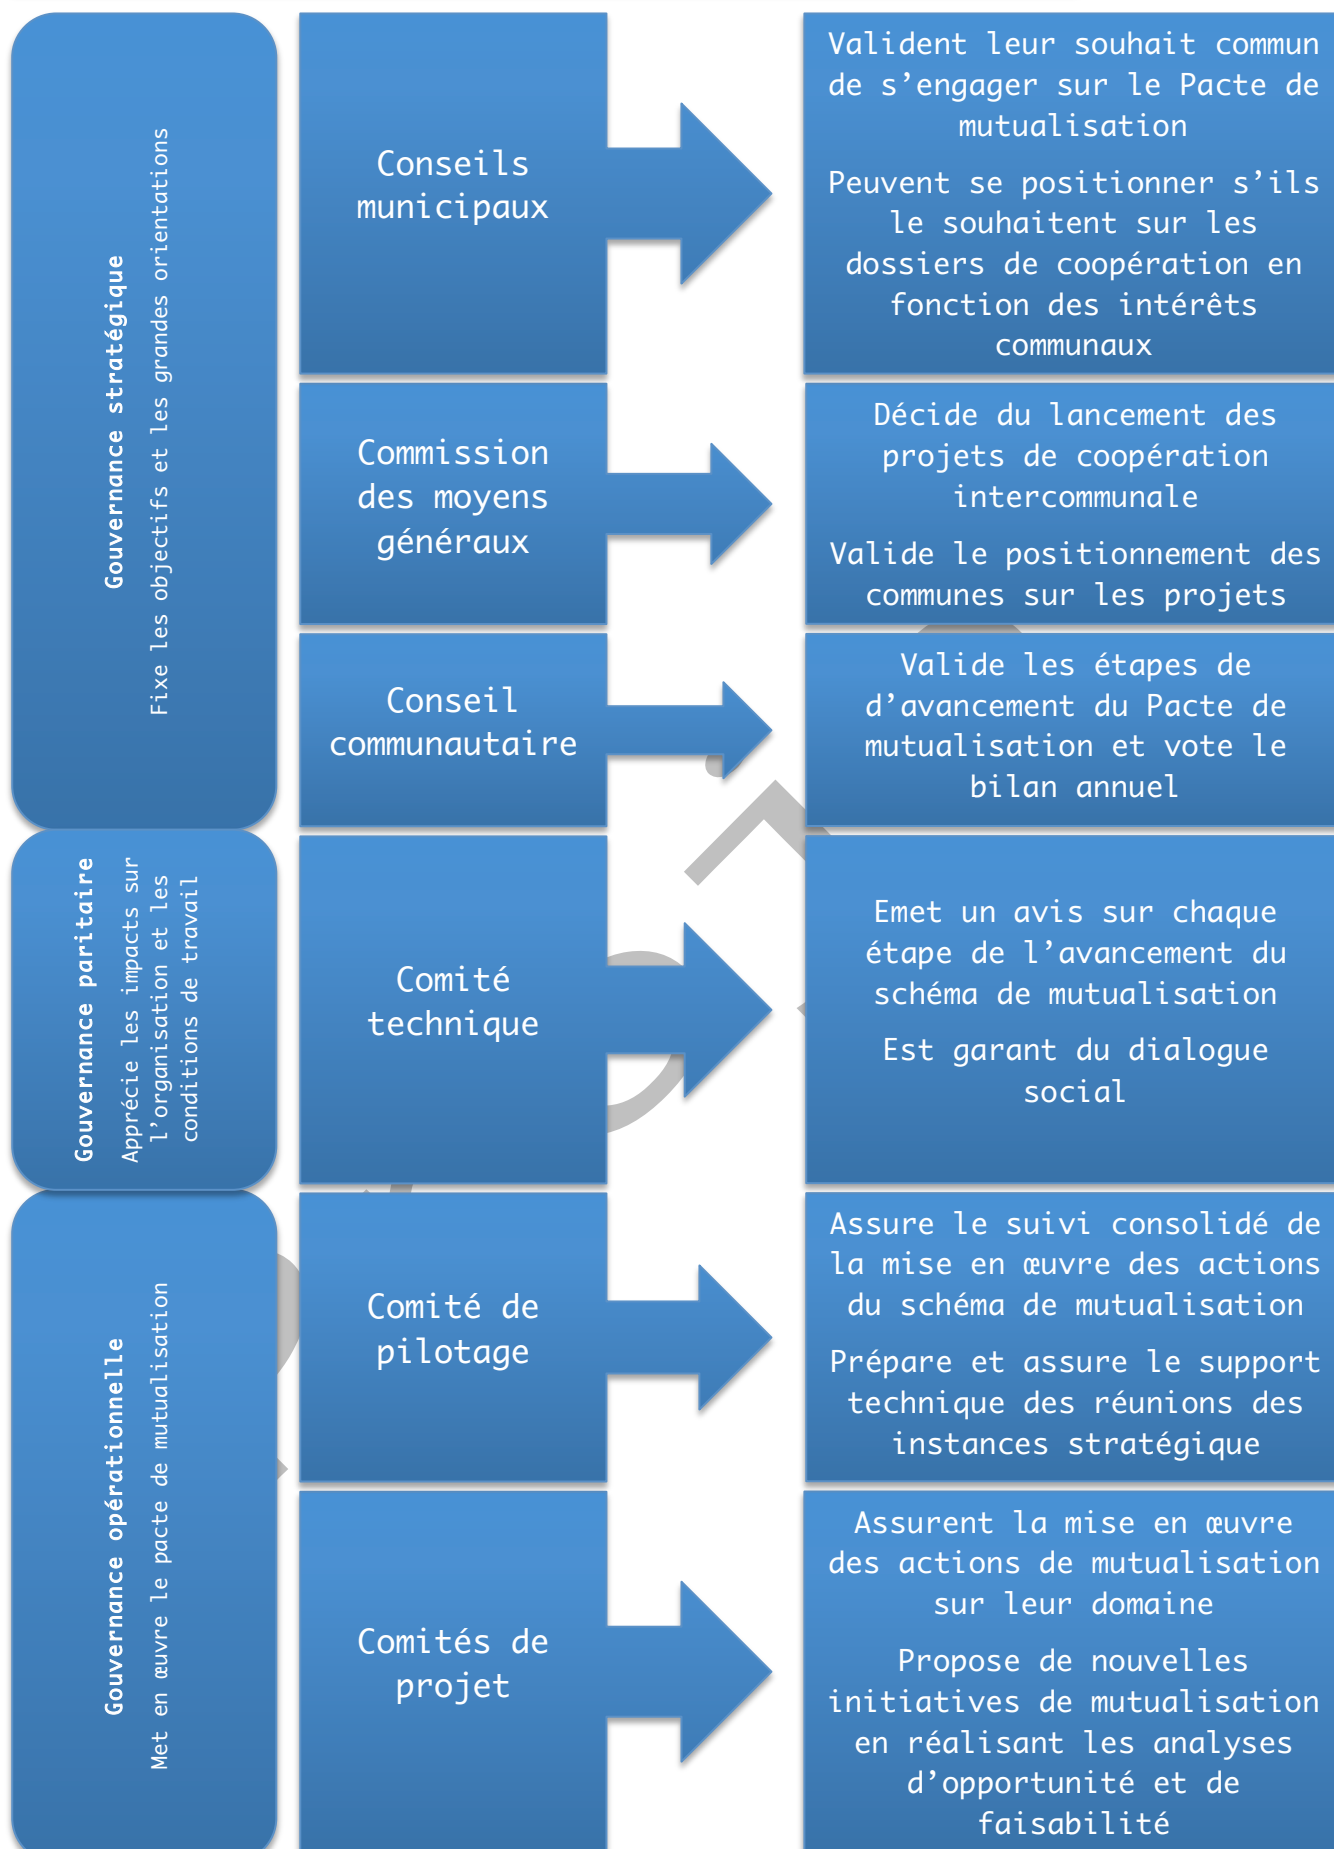 Gouvernance stratégique
Fixe les objectifs et les grandes orientations
Conseils
municipaux
Valident leur souhait commun
de s’engager sur le Pacte de
mutualisation
Peuvent se positionner s’ils
le souhaitent sur les
dossiers de coopération en
fonction des intérêts
communaux
Commission
des moyens
généraux
Décide du lancement des
projets de coopération
intercommunale
Valide le positionnement des
communes sur les projets
Conseil
communautaire
Valide les étapes de
d’avancement du Pacte de
mutualisation et vote le
bilan annuel
Gouvernance paritaire
Apprécie les impacts sur
l’organisation et les
conditions de travail
Comité
technique
Emet un avis sur chaque
étape de l’avancement du
schéma de mutualisation
Est garant du dialogue
social
Gouvernance opérationnelle
Met en œuvre le pacte de mutualisation
Comité de
pilotage
Assure le suivi consolidé de
la mise en œuvre des actions
du schéma de mutualisation
Prépare et assure le support
technique des réunions des
instances stratégique
Comités de
projet
Assurent la mise en œuvre
des actions de mutualisation
sur leur domaine
Propose de nouvelles
initiatives de mutualisation
en réalisant les analyses
d’opportunité et de
faisabilité